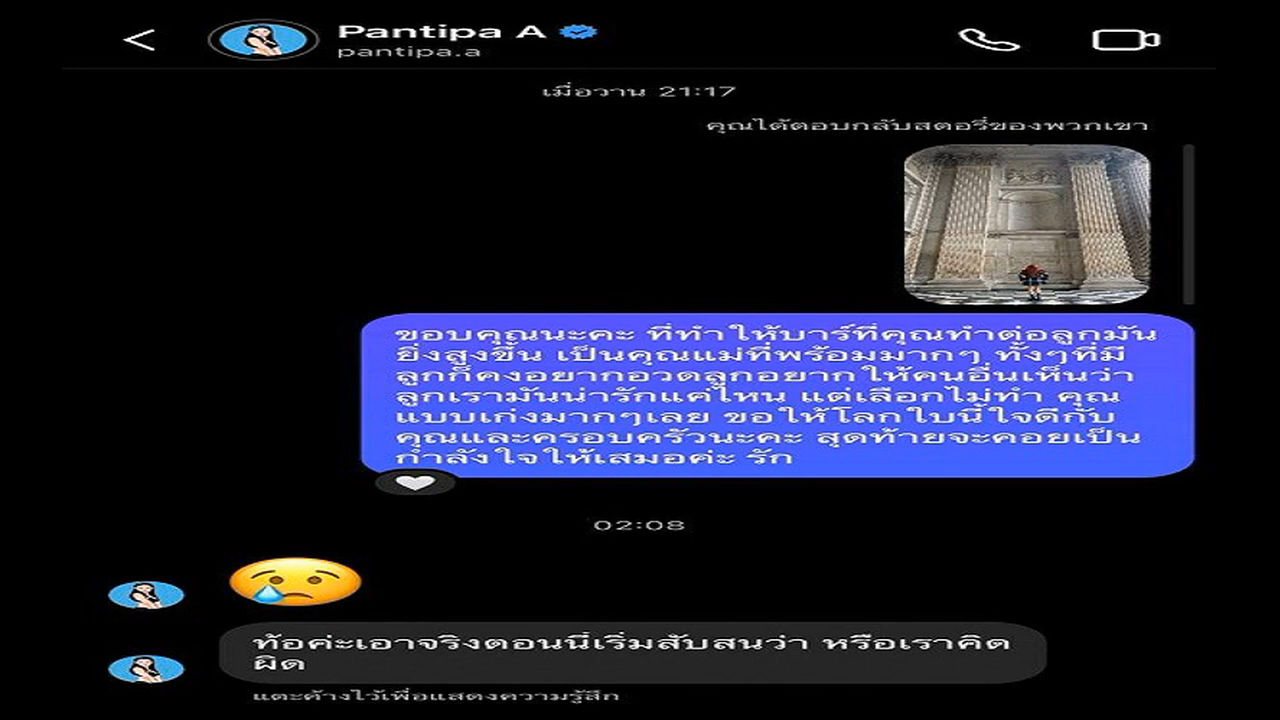 Pantipa A
pantipa.a
เมื่อวาน 21:17
คุณได้ตอบกลับสตอรี่ของพวกเขา
ขอบคุณนะคะ ที่ทำให้บาร์ที่คุณทำต่อลูกมัน
ยิ่งสูงขึ้น เป็นคุณแม่ที่พร้อมมากๆ ทั้งๆที่มี
ลูกก็คงอยากอวดลูกอยากให้คนอื่นเห็นว่า
ลูกเรามันน่ารักแค่ไหน แต่เลือกไม่ทำ คุณ
แบบเก่งมากๆเลย ขอให้โลกใบนี้ใจดีกับ
คุณและครอบครัวนะคะ สุดท้ายจะคอยเป็น
กำลังใจให้เสมอค่ะ รัก
02:08
ท้อค่ะเอาจริงตอนนี้เริ่มสับสนว่า หรือเราคิด
ผิด
แตะค้างไว้เพื่อแสดงความรู้สึก